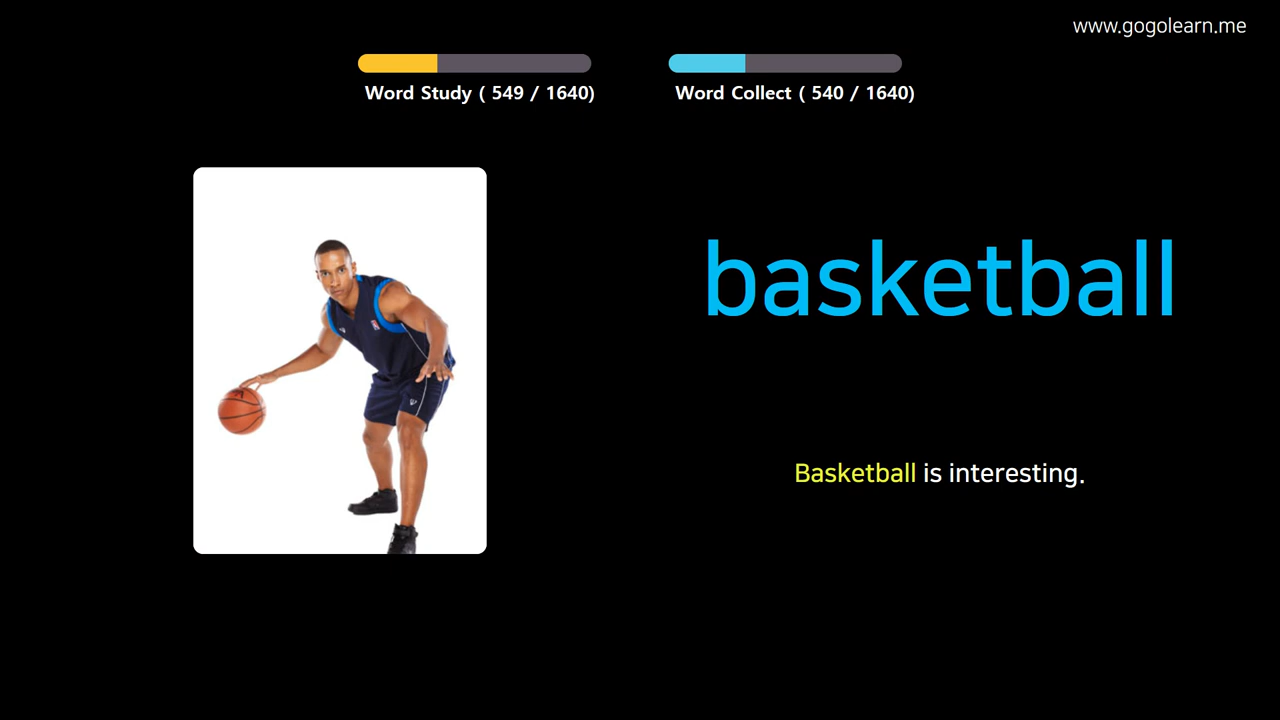 www.gogolearn.me
Word Study ( 549 / 1640)
Word Collect ( 540 / 1640)
basketball
Basketball is interesting.